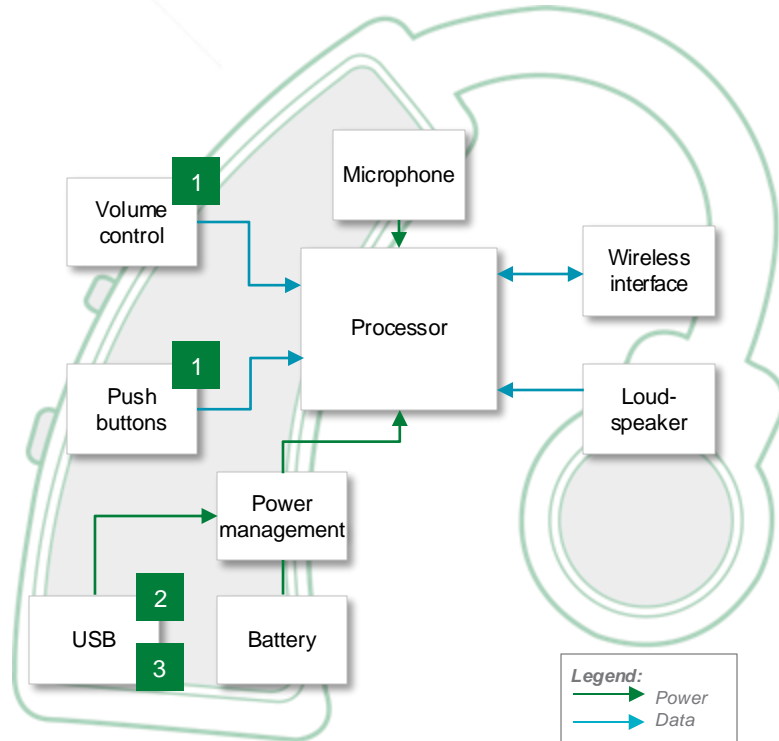 Microphone
1
Volume
control
Wireless
interface
Processor
1
Push
buttons
Loud-
speaker
Power
management
2
USB
3
Battery
Legend:
Power
Data